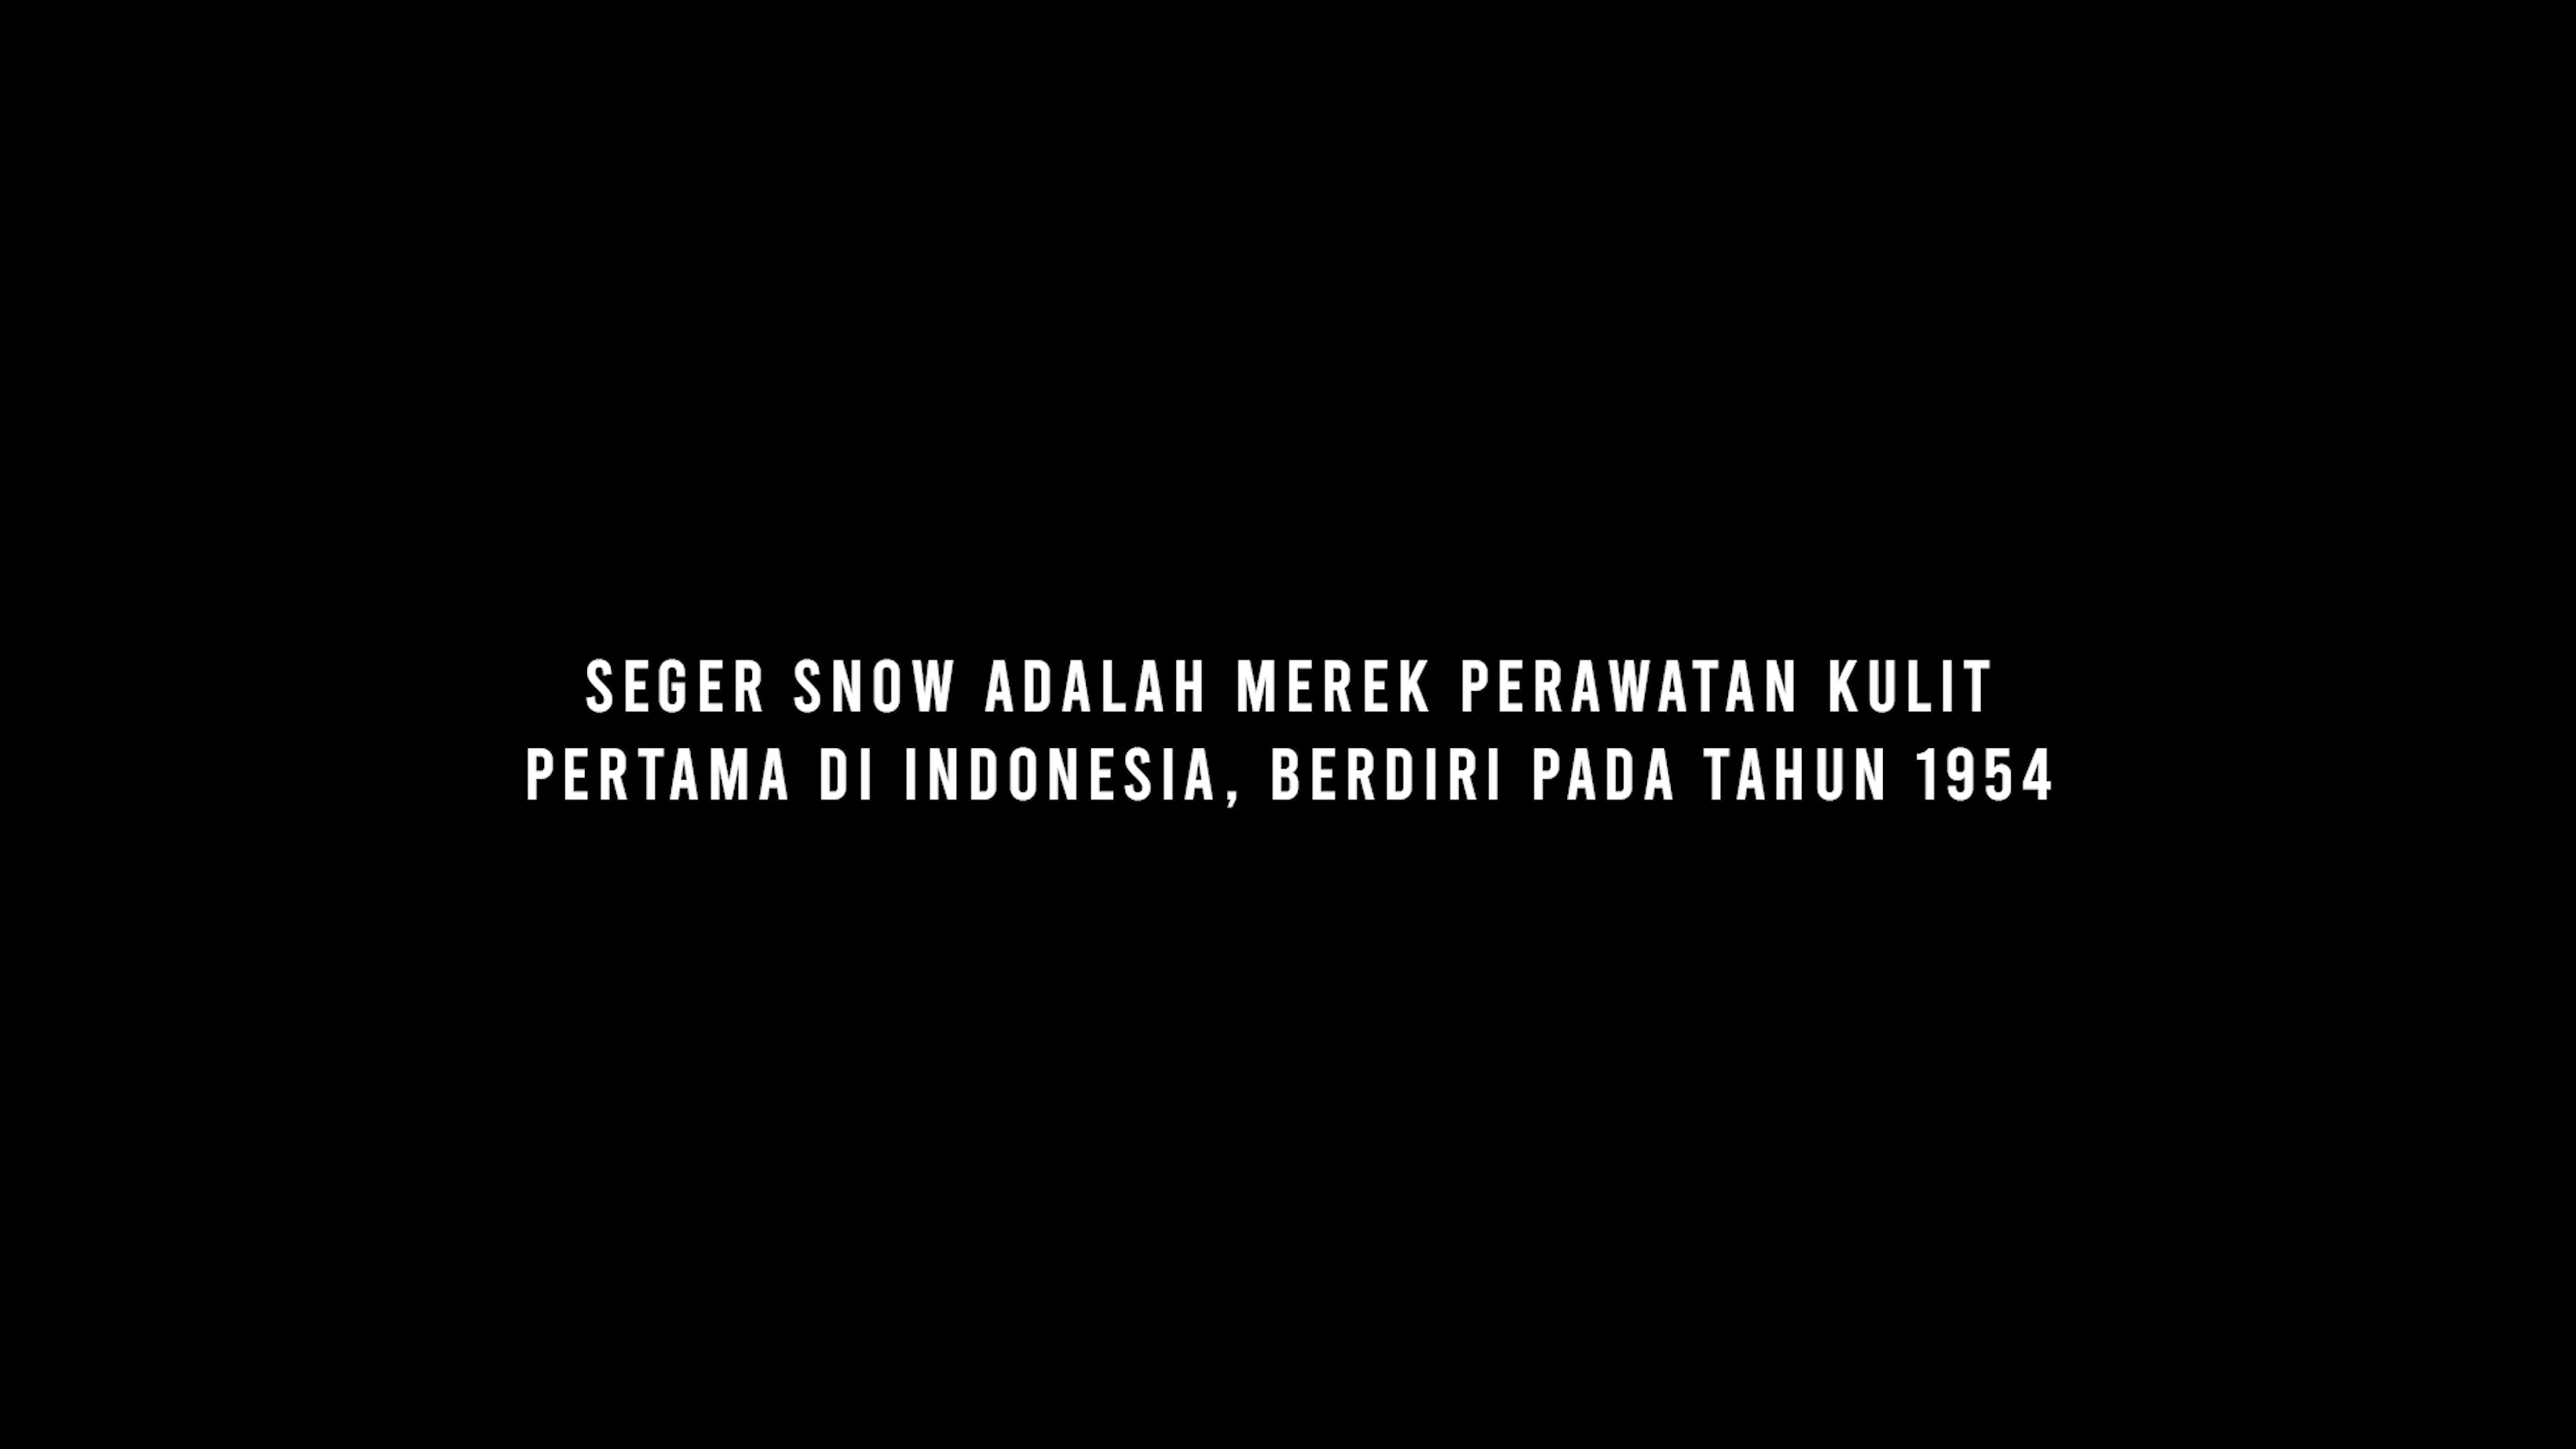 SEGER SNOW ADALAH MEREK PERAWATAN KULIT
PERTAMA DI INDONESIA, BERDIRI PADA TAHUN 1954